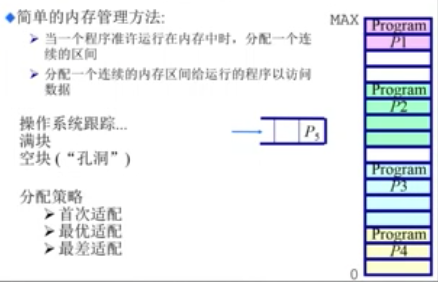 简单的内存管理方法:
当一个程序准许运行在内存中时，分配一个连
续的区间
分配一个连续的内存区间给运行的程序以访问
数据
操作系统跟踪...
满块
空块 (“孔洞”)
分配策略
首次适配
最优适配
最差适配
P5
MAX
Program
P1
Program
P2
Program
P3
Program
P4
0